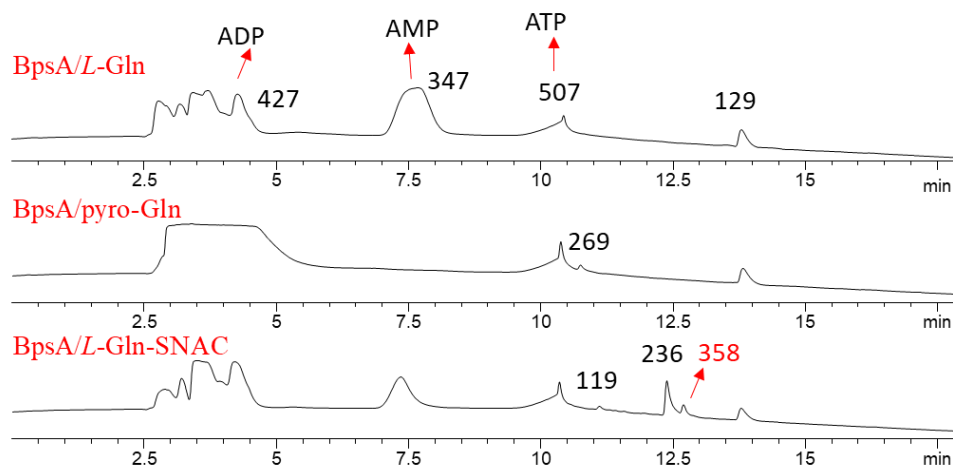 ADP AMP ATP
BpsA/L-Gln
427 347 507 129
2.5 5 7.5 10 12.5 15 min
BpsA/pyro-Gln
269
2.5 5 7.5 10 12.5 15 min
BpsA/L-Gln-SNAC
119 236 358
2.5 5 7.5 10 12.5 15 min